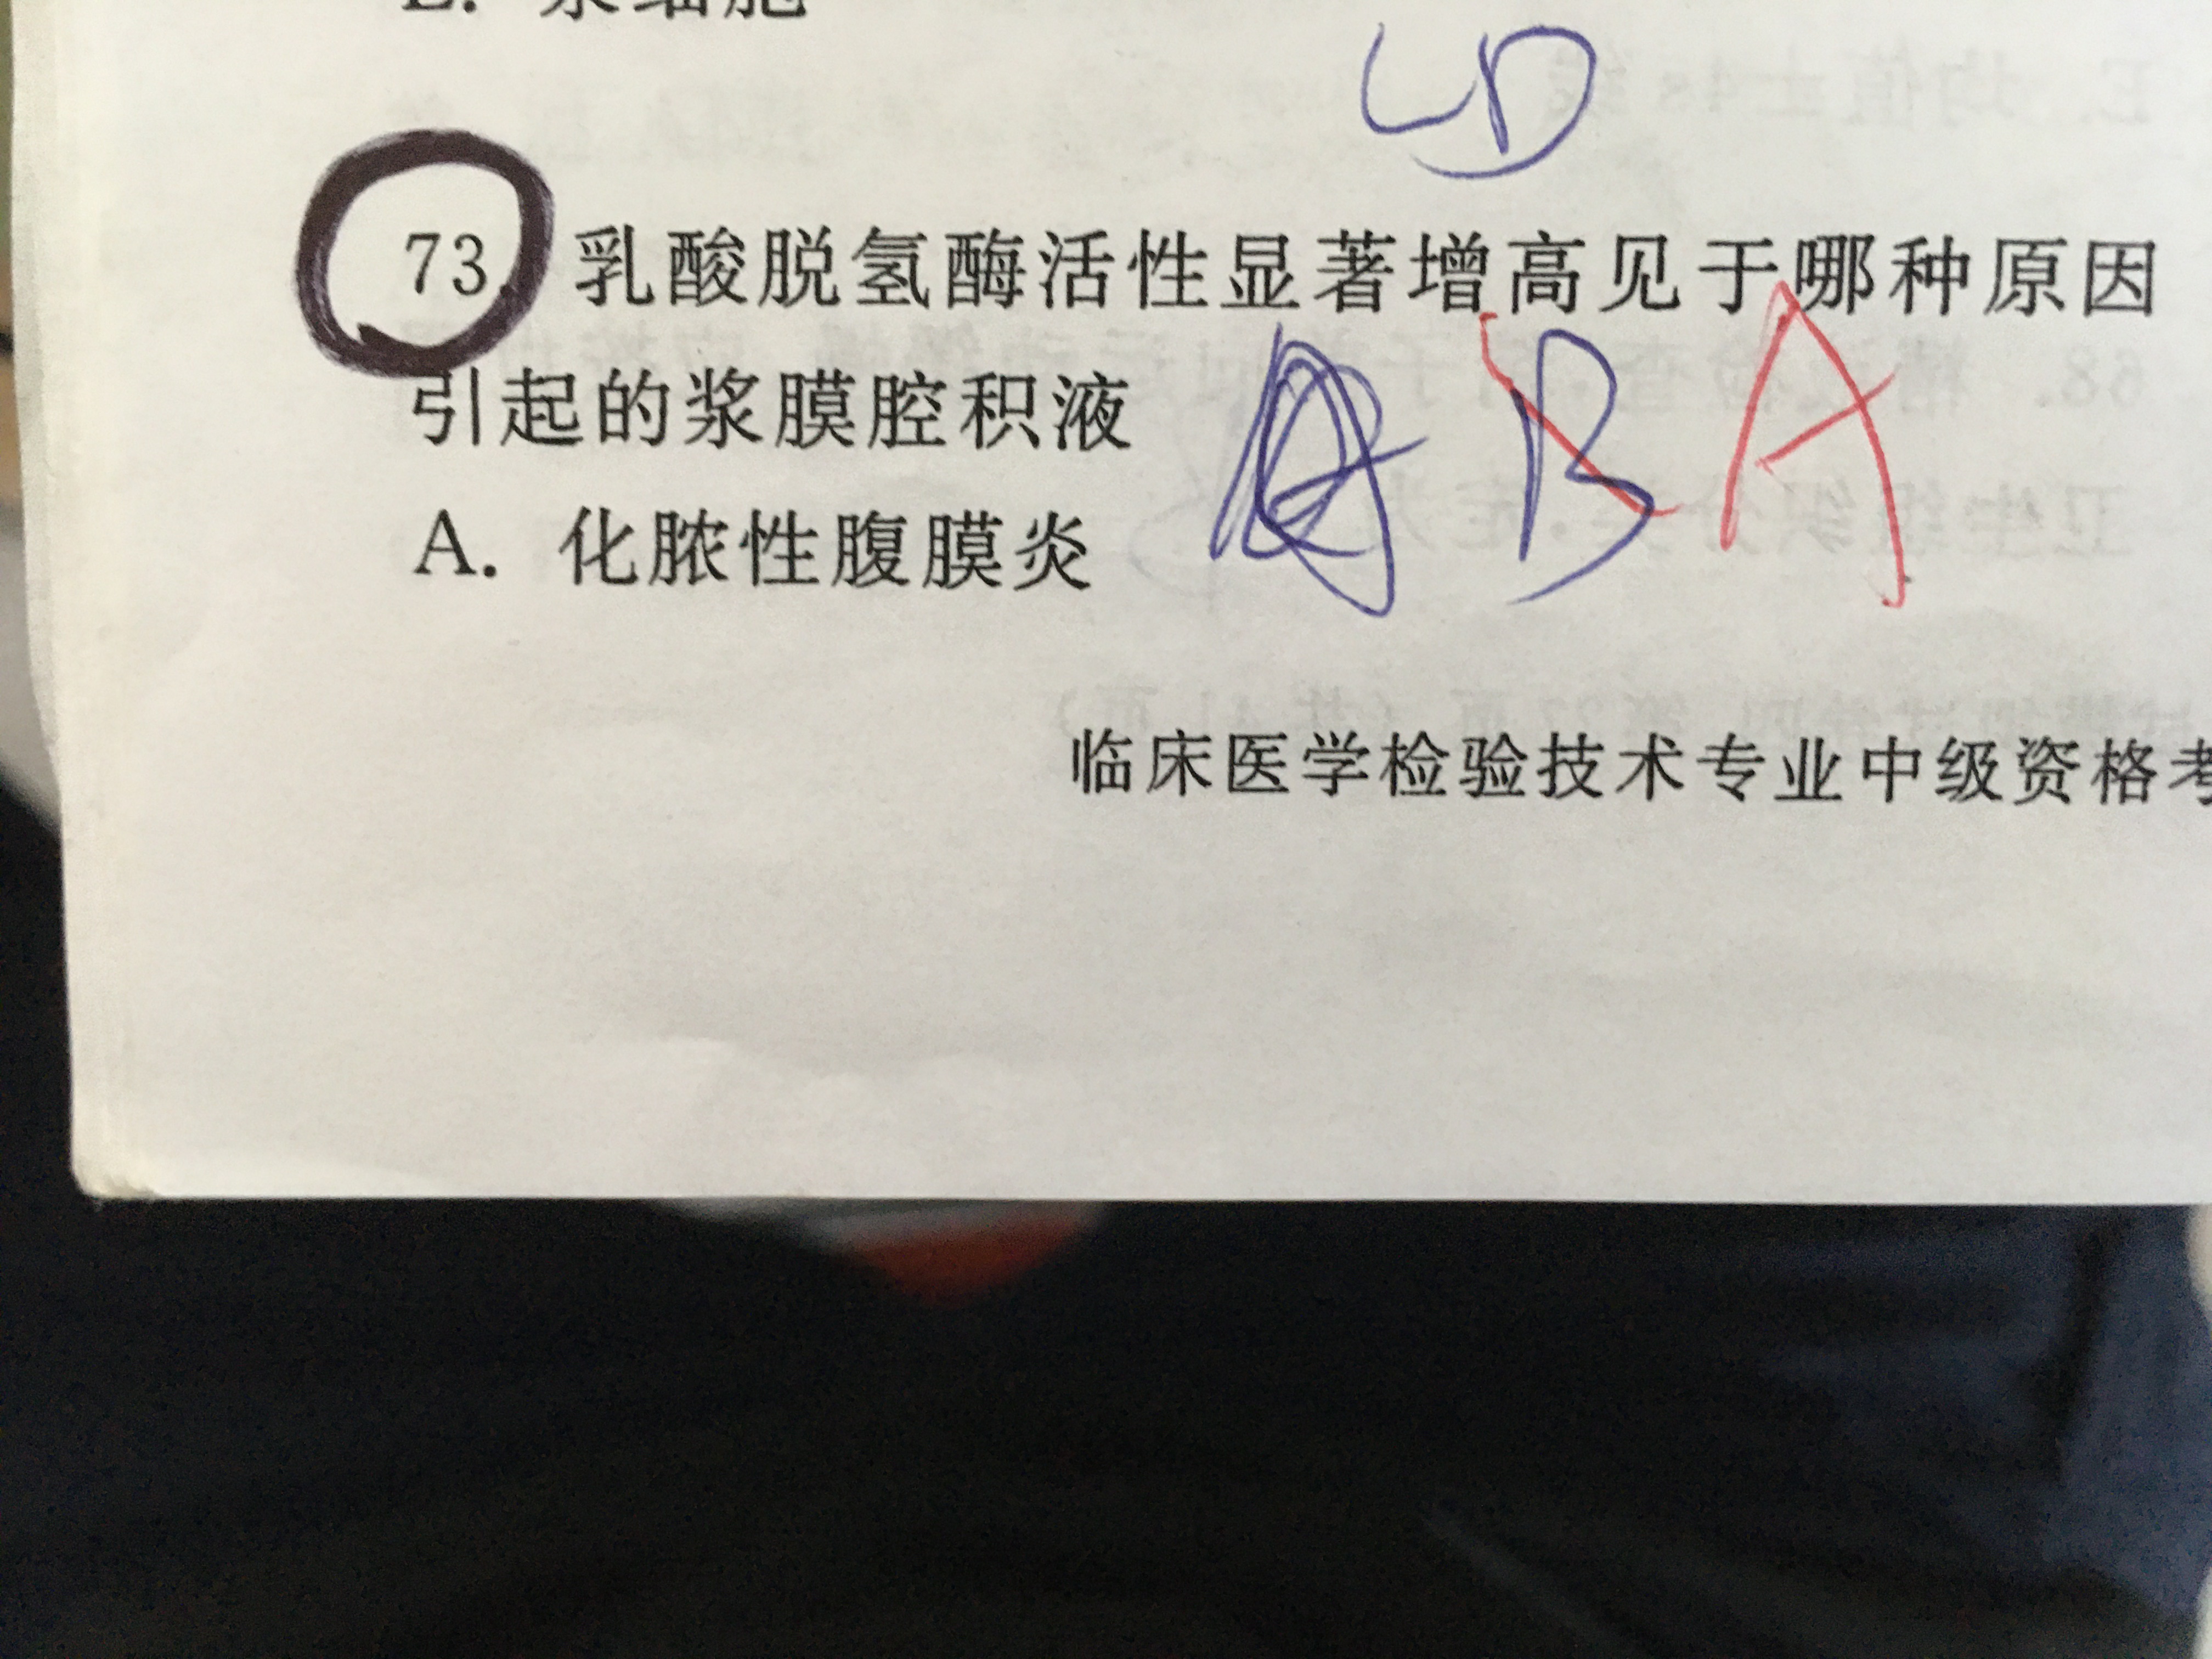 73. 乳酸脱氢酶活性显著增高见于哪种原因
引起的浆膜腔积液
A. 化脓性腹膜炎
B A
临床医学检验技术专业中级资格考